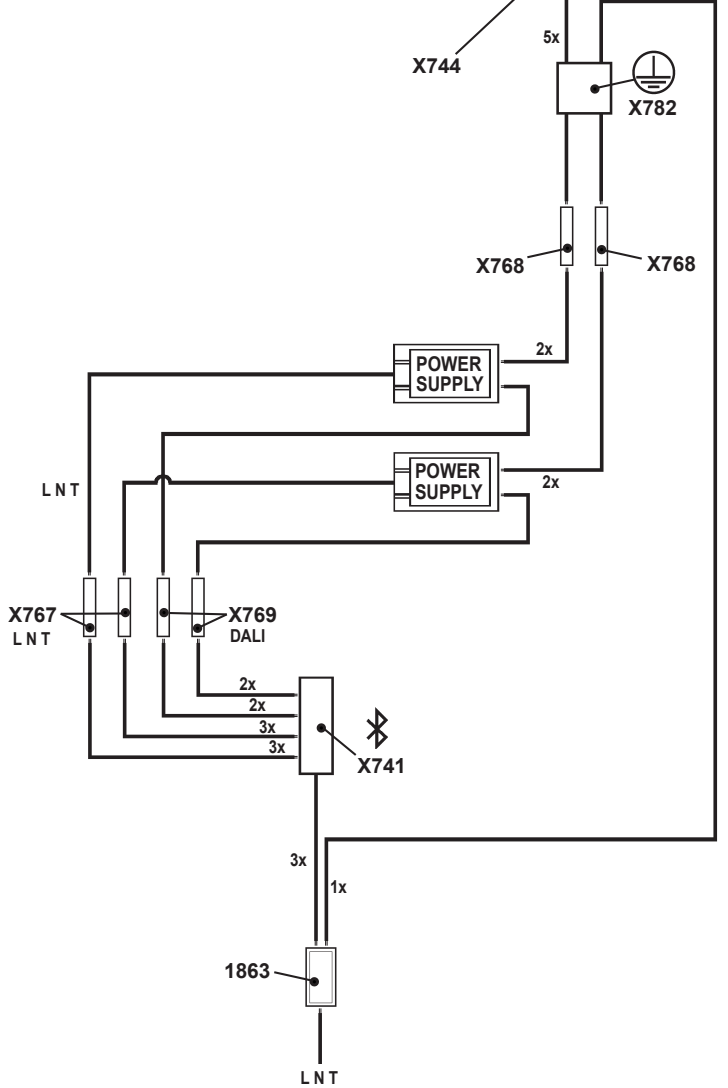 5x
X744
X782
X768
X768
2x
POWER
SUPPLY
POWER
SUPPLY
2x
L N T
X767
L N T
X769
DALI
2x
2x
3x
3x
X741
3x
1x
1863
L N T